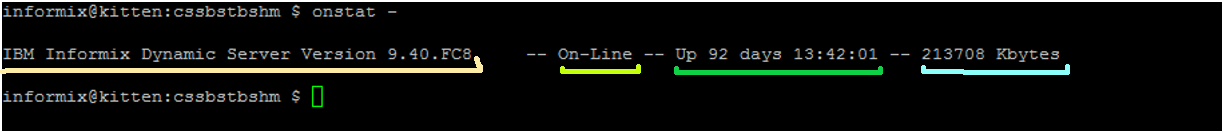 informix@kitten:cssbstbshm $ onstat -
IBM Informix Dynamic Server Version 9.40.FC8 -- On-Line -- Up 92 days 13:42:01 -- 213708 Kbytes
informix@kitten:cssbstbshm $